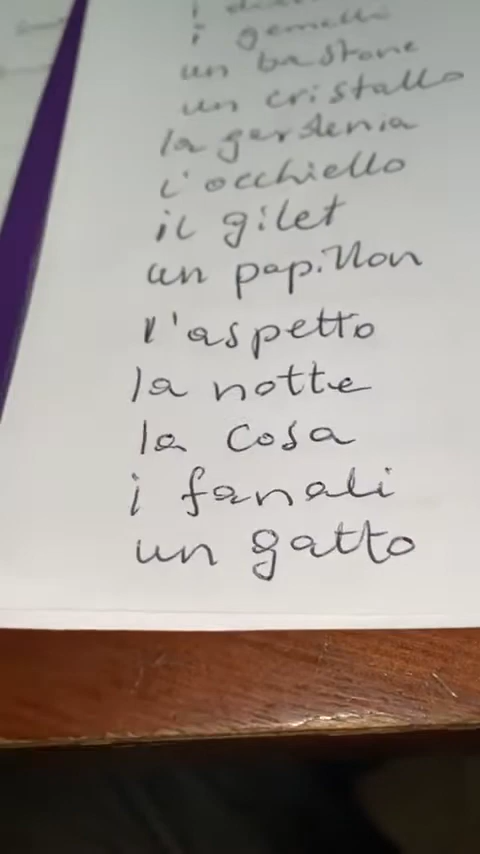 i gemelli
un bastone
un cristallo
la gardenia
l'occhiello
il gilet
un papillon
l'aspetto
la notte
la cosa
i fanali
un gatto